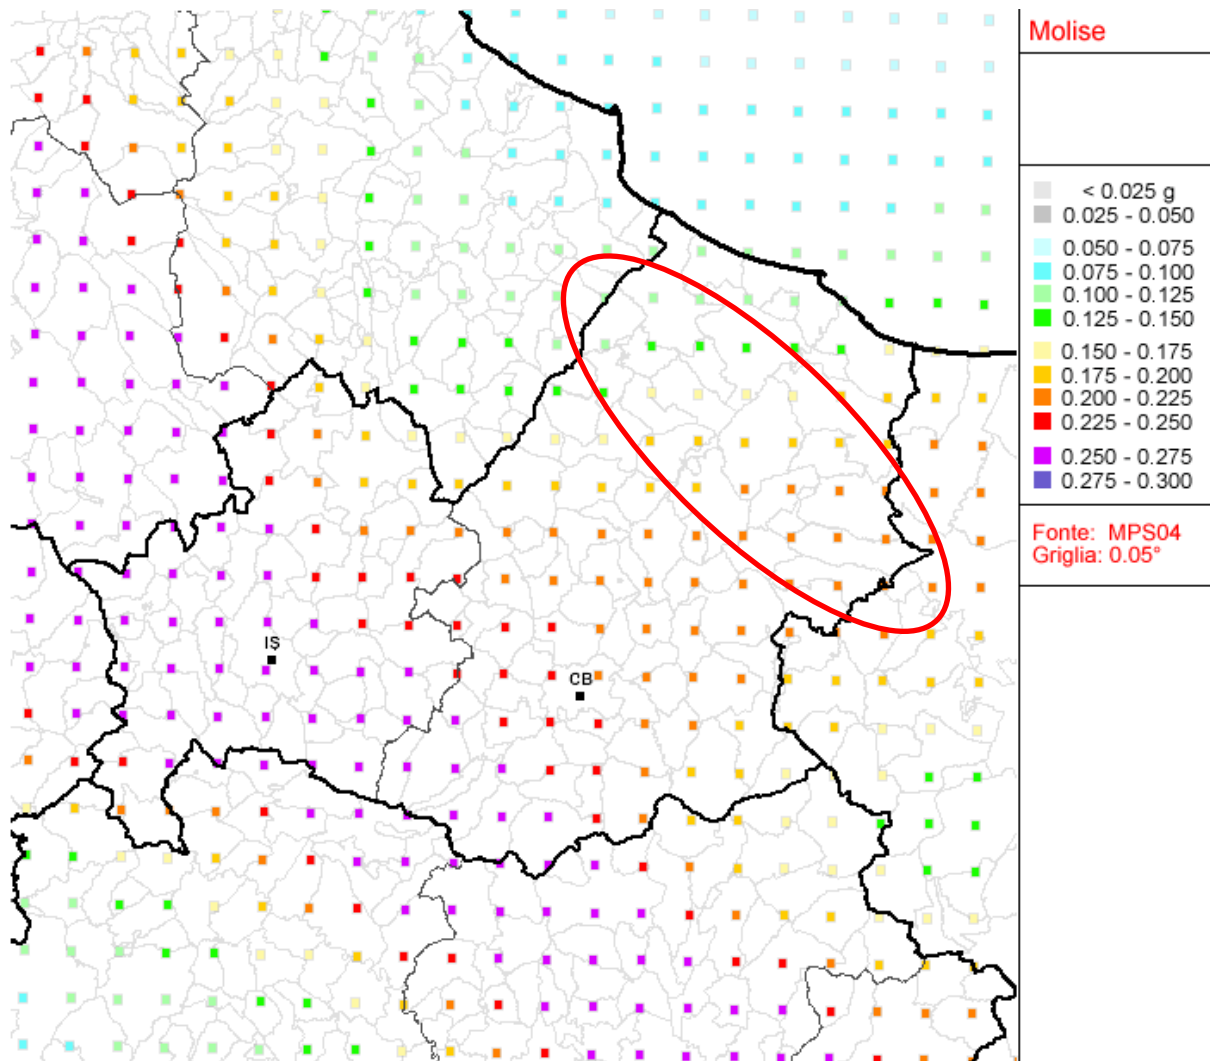 Molise
< 0.025 g
0.025 - 0.050
0.050 - 0.075
0.075 - 0.100
0.100 - 0.125
0.125 - 0.150
0.150 - 0.175
0.175 - 0.200
0.200 - 0.225
0.225 - 0.250
0.250 - 0.275
0.275 - 0.300
Fonte: MPS04
Griglia: 0.05°
IS
CB